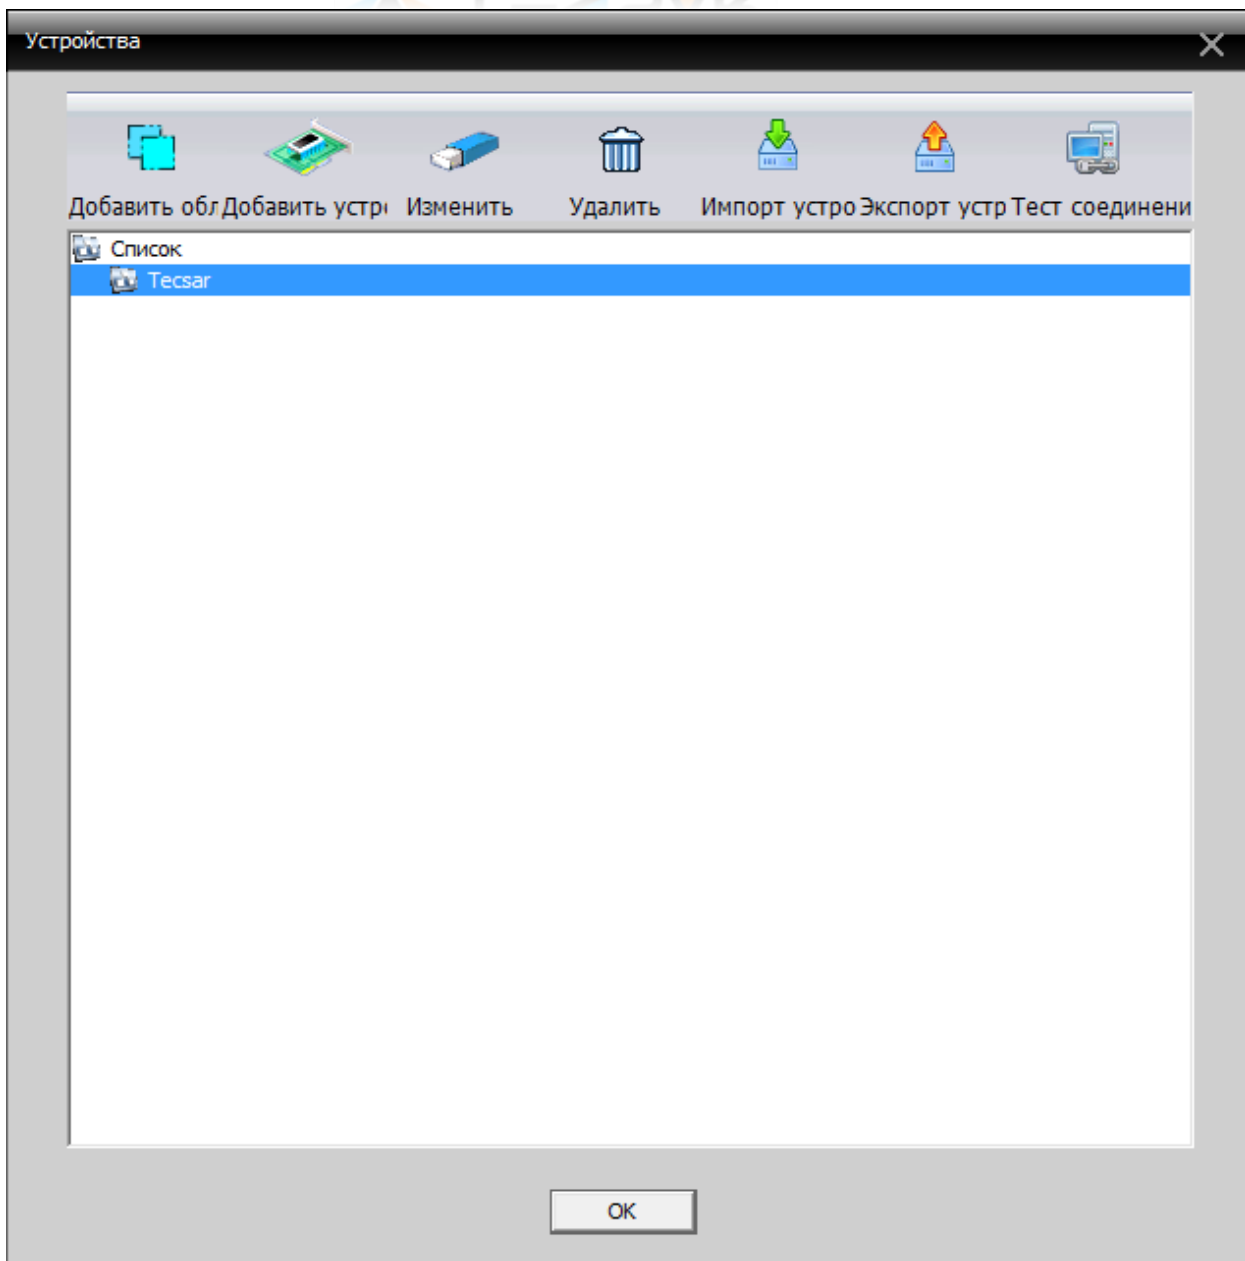 Устройства
Добавить обл Добавить устр Изменить Удалить Импорт устро Экспорт устр Тест соединени
Список
Tecsar
OK